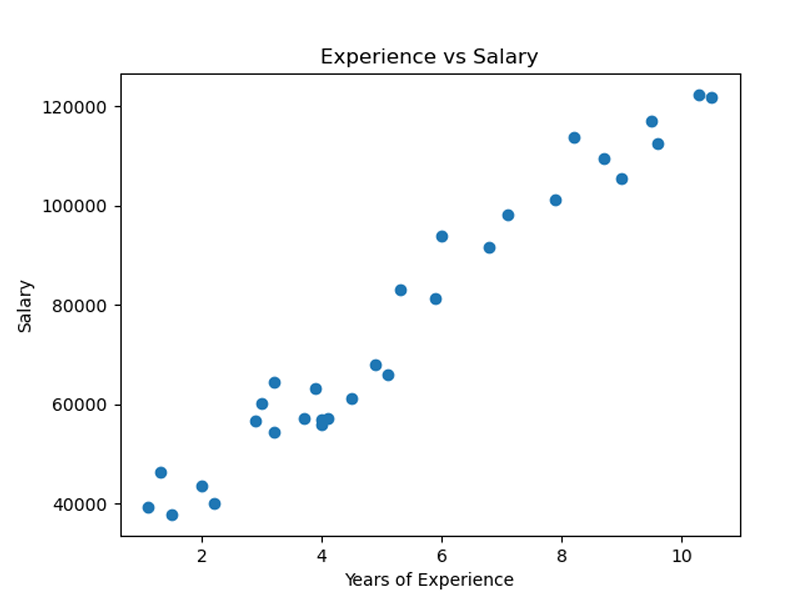 Experience vs Salary
120000
100000
80000
60000
40000
Salary
2 4 6 8 10
Years of Experience